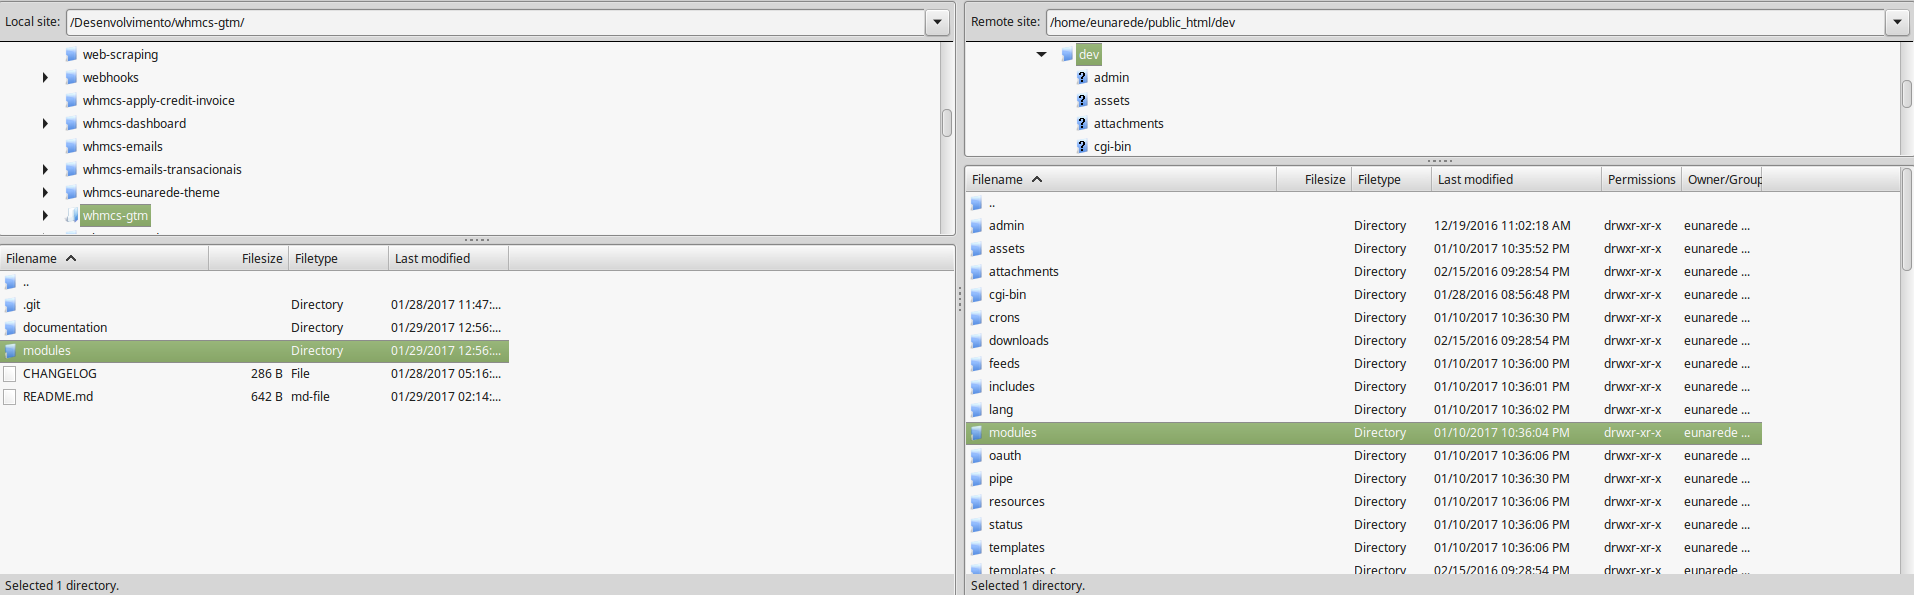 Local site: /Desenvolvimento/whmcs-gtm/
web-scraping
webhooks
whmcs-apply-credit-invoice
whmcs-dashboard
whmcs-emails
whmcs-emails-transacionais
whmcs-eunarede-theme
whmcs-gtm
Filename Filesize Filetype Last modified
..
.git Directory 01/28/2017 11:47:...
documentation Directory 01/29/2017 12:56:...
modules Directory 01/29/2017 12:56:...
CHANGELOG 286 B File 01/28/2017 05:16:...
README.md 642 B md-file 01/29/2017 02:14:...
Selected 1 directory.
Remote site: /home/eunarede/public_html/dev
dev
admin
assets
attachments
cgi-bin
Filename Filesize Filetype Last modified Permissions Owner/Group
..
admin Directory 12/19/2016 11:02:18 AM drwxr-xr-x eunarede ...
assets Directory 01/10/2017 10:35:52 PM drwxr-xr-x eunarede ...
attachments Directory 02/15/2016 09:28:54 PM drwxr-xr-x eunarede ...
cgi-bin Directory 01/28/2016 08:56:48 PM drwxr-xr-x eunarede ...
crons Directory 01/10/2017 10:36:30 PM drwxr-xr-x eunarede ...
downloads Directory 02/15/2016 09:28:54 PM drwxr-xr-x eunarede ...
feeds Directory 01/10/2017 10:36:00 PM drwxr-xr-x eunarede ...
includes Directory 01/10/2017 10:36:01 PM drwxr-xr-x eunarede ...
lang Directory 01/10/2017 10:36:02 PM drwxr-xr-x eunarede ...
modules Directory 01/10/2017 10:36:04 PM drwxr-xr-x eunarede ...
oauth Directory 01/10/2017 10:36:06 PM drwxr-xr-x eunarede ...
pipe Directory 01/10/2017 10:36:30 PM drwxr-xr-x eunarede ...
resources Directory 01/10/2017 10:36:06 PM drwxr-xr-x eunarede ...
status Directory 01/10/2017 10:36:06 PM drwxr-xr-x eunarede ...
templates Directory 01/10/2017 10:36:06 PM drwxr-xr-x eunarede ...
templates_c Directory 02/15/2016 09:28:54 PM drwxr-xr-x eunarede ...
Selected 1 directory.